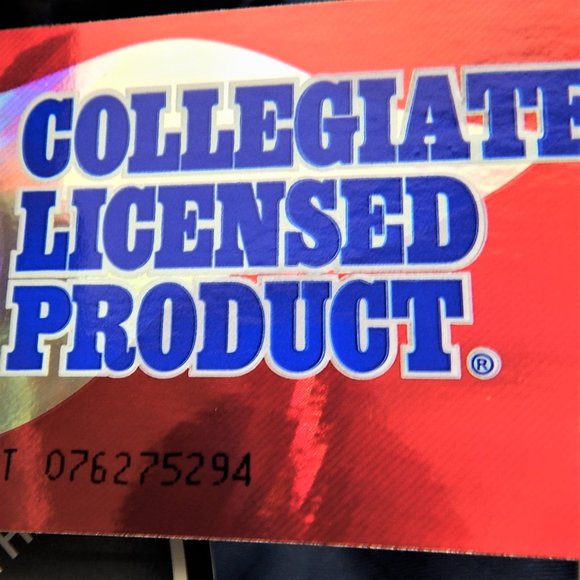 COLLEGIATE
LICENSED
PRODUCT®
T 076275294